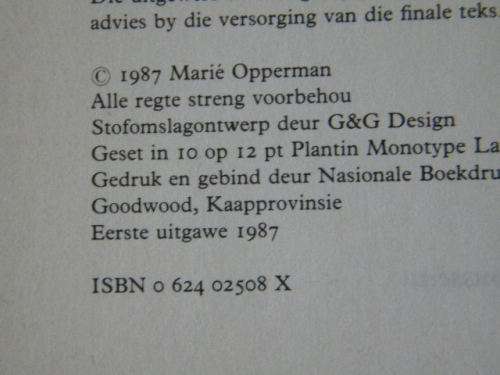 advies by die versorging van die finale teks
© 1987 Marié Opperman
Alle regte streng voorbehou
Stofomslagontwerp deur G&G Design
Geset in 10 op 12 pt Plantin Monotype La
Gedruk en gebind deur Nasionale Boekdru
Goodwood, Kaapprovinsie
Eerste uitgawe 1987
ISBN 0 624 02508 X